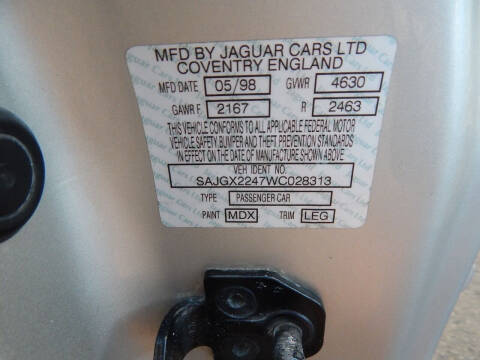 MFD BY JAGUAR CARS LTD
COVENTRY ENGLAND
MFD DATE 05/98 GVWR 4630
GAWR F 2167 R 2463
THIS VEHICLE CONFORMS TO ALL APPLICABLE FEDERAL MOTOR
VEHICLE,SAFETY,BUMPER AND THEFT PREVENTION STANDARDS
IN EFFECT ON THE DATE OF MANUFACTURE SHOWN ABOVE
VEH IDENT NO:
SAJGX2247WC028313
TYPE PASSENGER CAR
PAINT MDX TRIM LEG